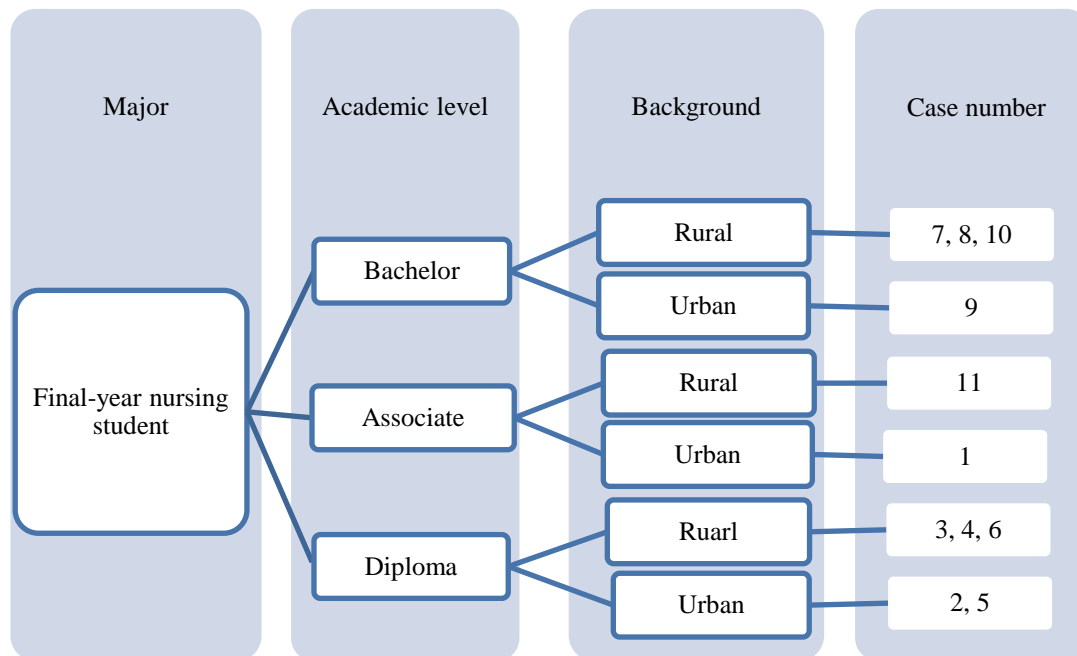 Major
Academic level
Background
Case number
Final-year nursing
student
Bachelor
Rural
7, 8, 10
Urban
9
Associate
Rural
11
Urban
1
Diploma
Ruarl
3, 4, 6
Urban
2, 5